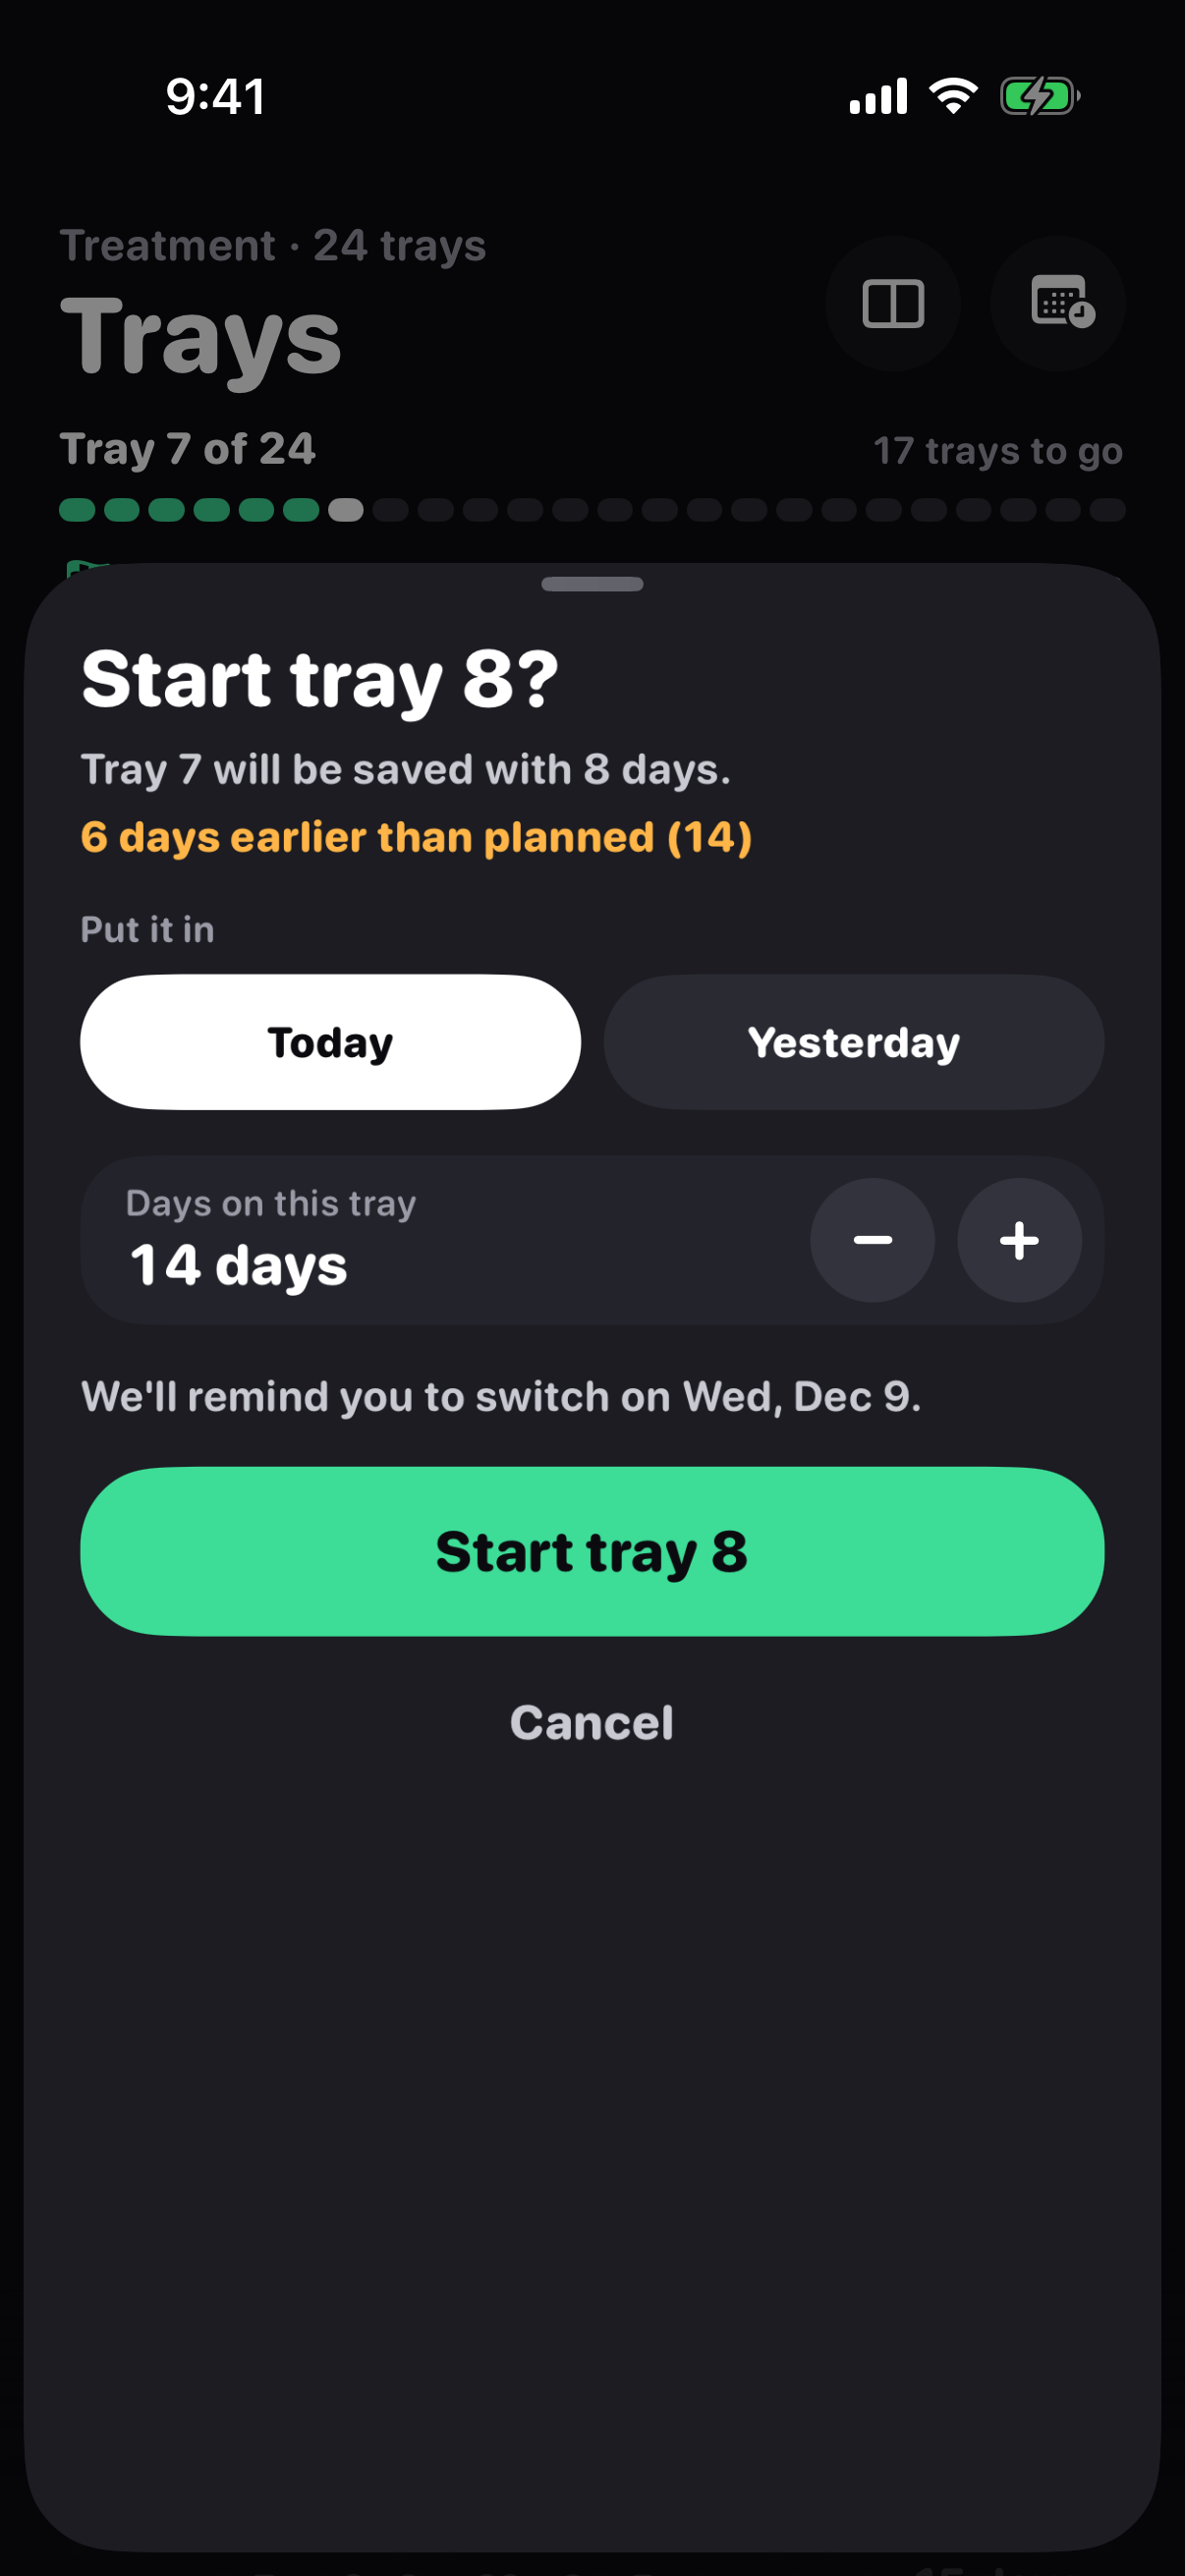 9:41
Treatment · 24 trays
Trays
Tray 7 of 24
17 trays to go
Start tray 8?
Tray 7 will be saved with 8 days.
6 days earlier than planned (14)
Put it in
Today
Yesterday
Days on this tray
14 days
We'll remind you to switch on Wed, Dec 9.
Start tray 8
Cancel